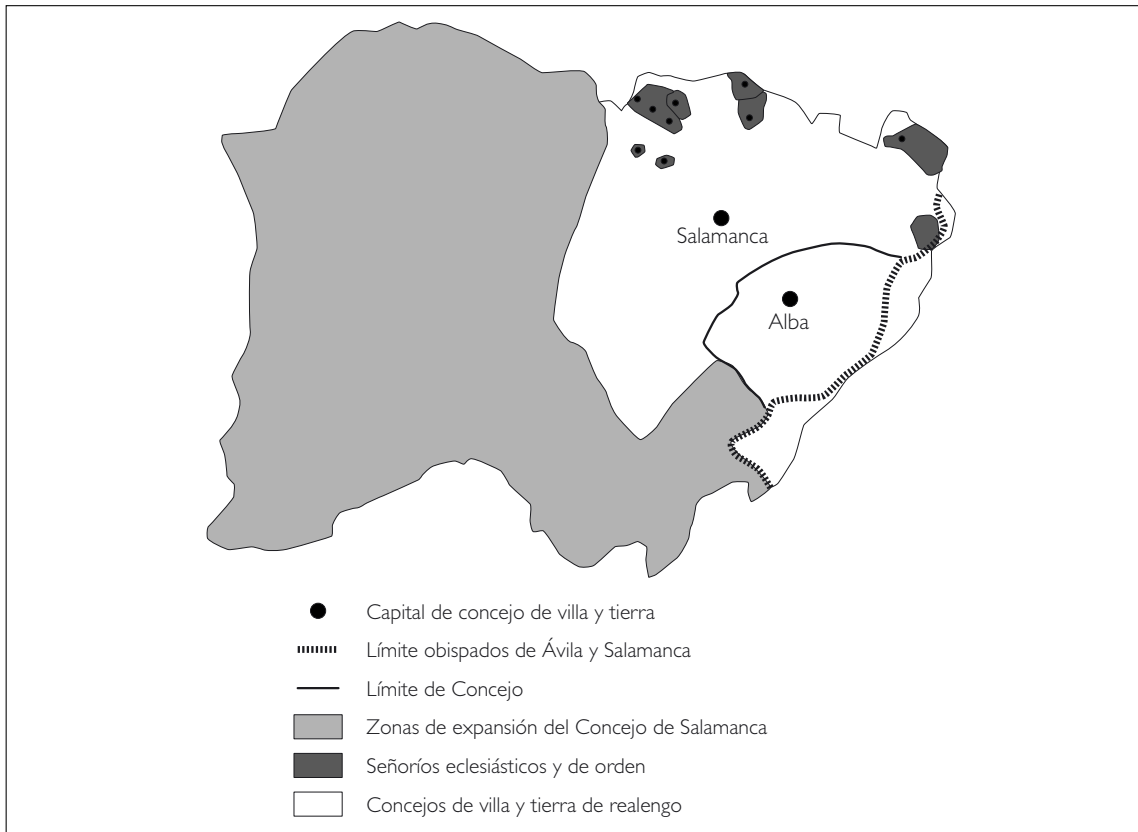 Salamanca
Alba
Capital de concejo de villa y tierra
Límite obispados de Ávila y Salamanca
Límite de Concejo
Zonas de expansión del Concejo de Salamanca
Señoríos eclesiásticos y de orden
Concejos de villa y tierra de realengo